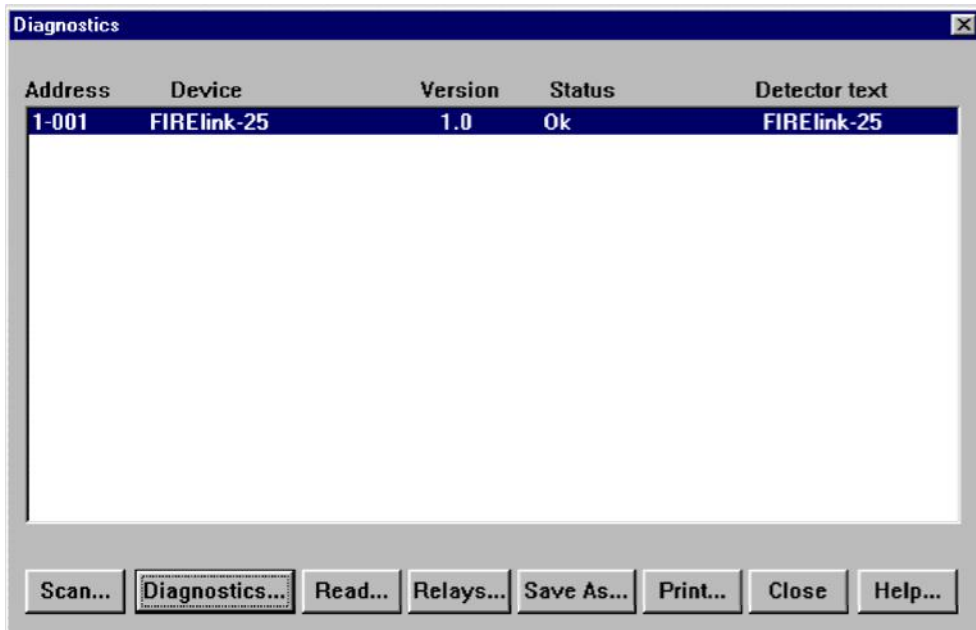 Diagnostics
Address Device Version Status Detector text
1-001 FIRElink-25 1.0 Ok FIRElink-25
Scan... Diagnostics... Read... Relays... Save As... Print... Close Help...